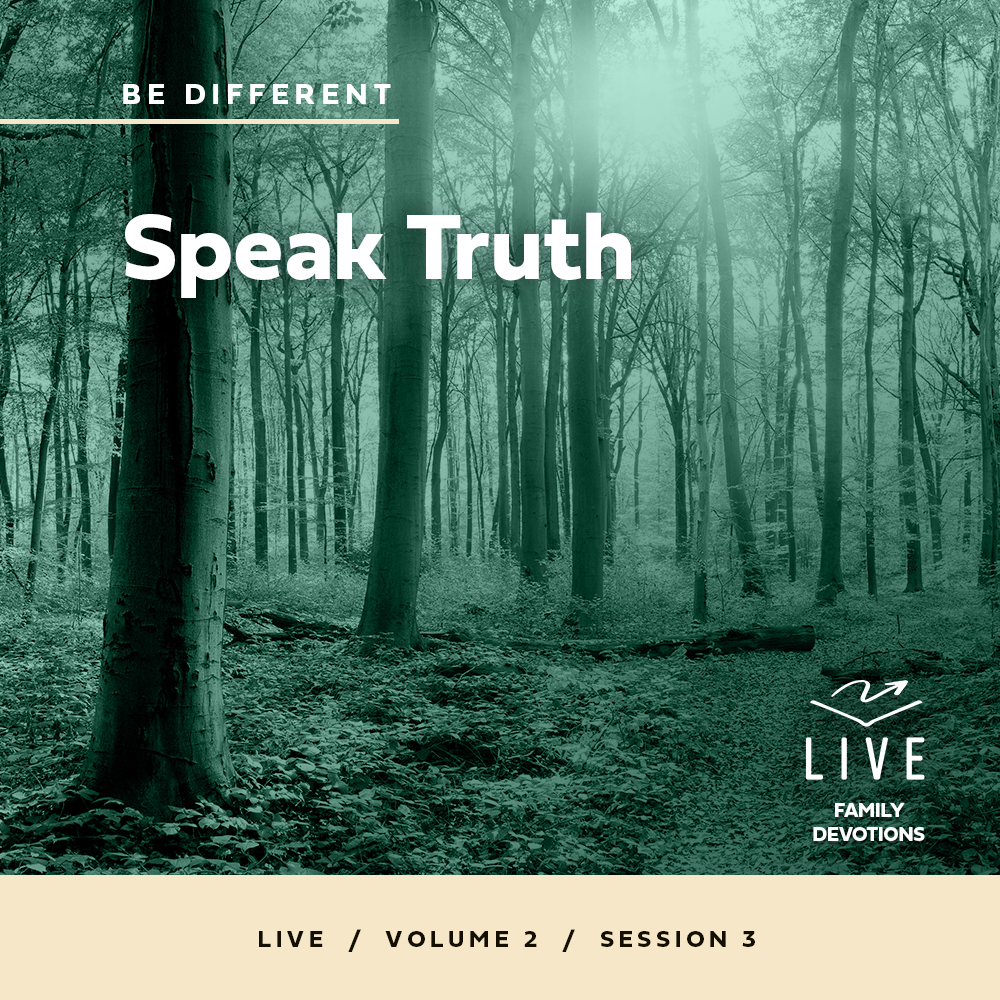 BE DIFFERENT
Speak Truth
LIVE
FAMILY
DEVOTIONS
LIVE / VOLUME 2 / SESSION 3